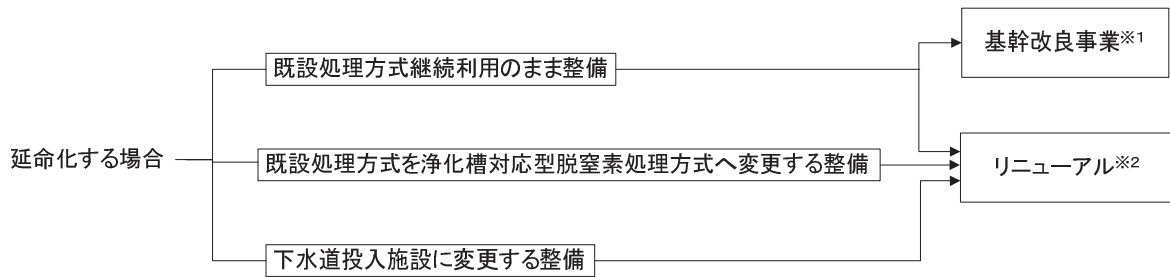 基幹改良事業※1
既設処理方式継続利用のまま整備
延命化する場合
既設処理方式を浄化槽対応型脱窒素処理方式へ変更する整備
リニューアル※2
下水道投入施設に変更する整備